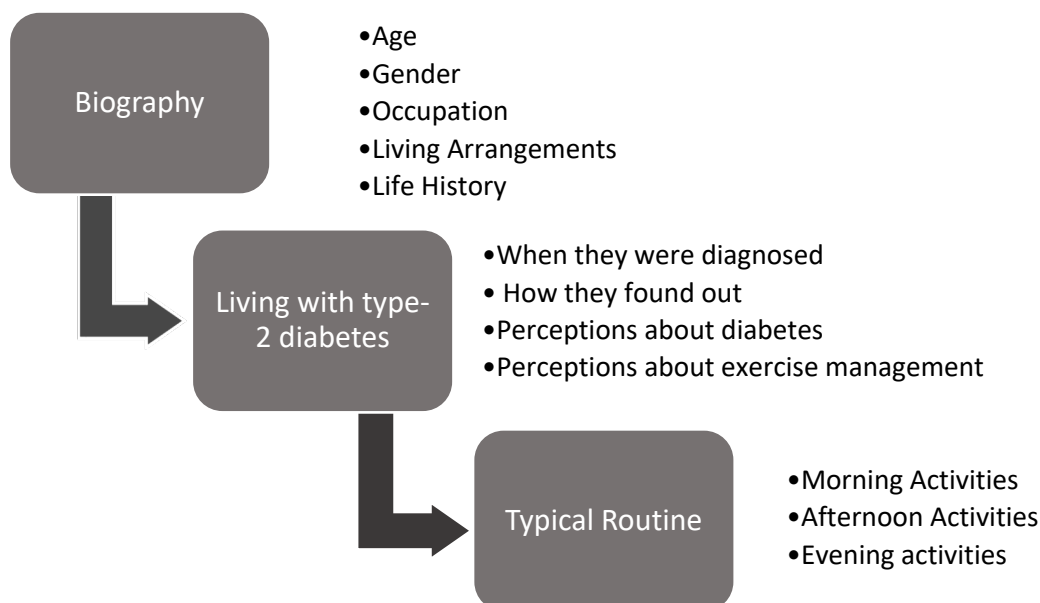 Biography
•Age
•Gender
•Occupation
•Living Arrangements
•Life History
Living with type-
2 diabetes
•When they were diagnosed
• How they found out
•Perceptions about diabetes
•Perceptions about exercise management
Typical Routine
•Morning Activities
•Afternoon Activities
•Evening activities